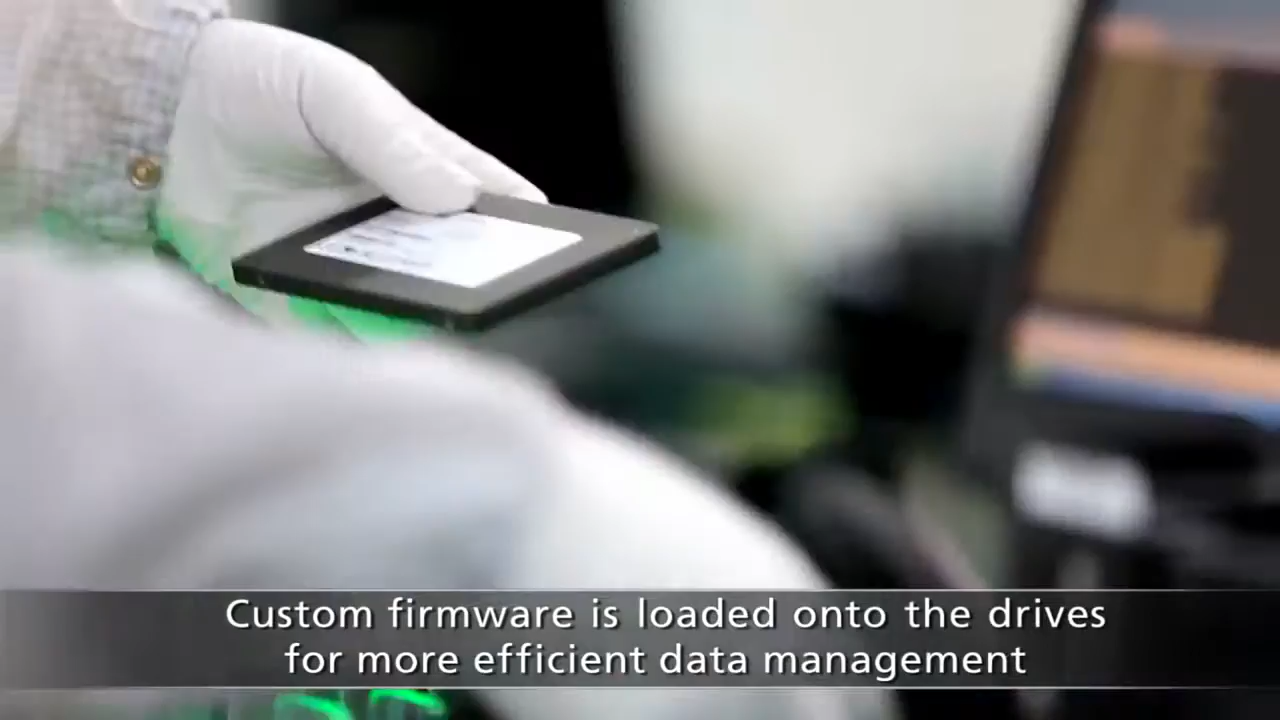 Custom firmware is loaded onto the drives
for more efficient data management